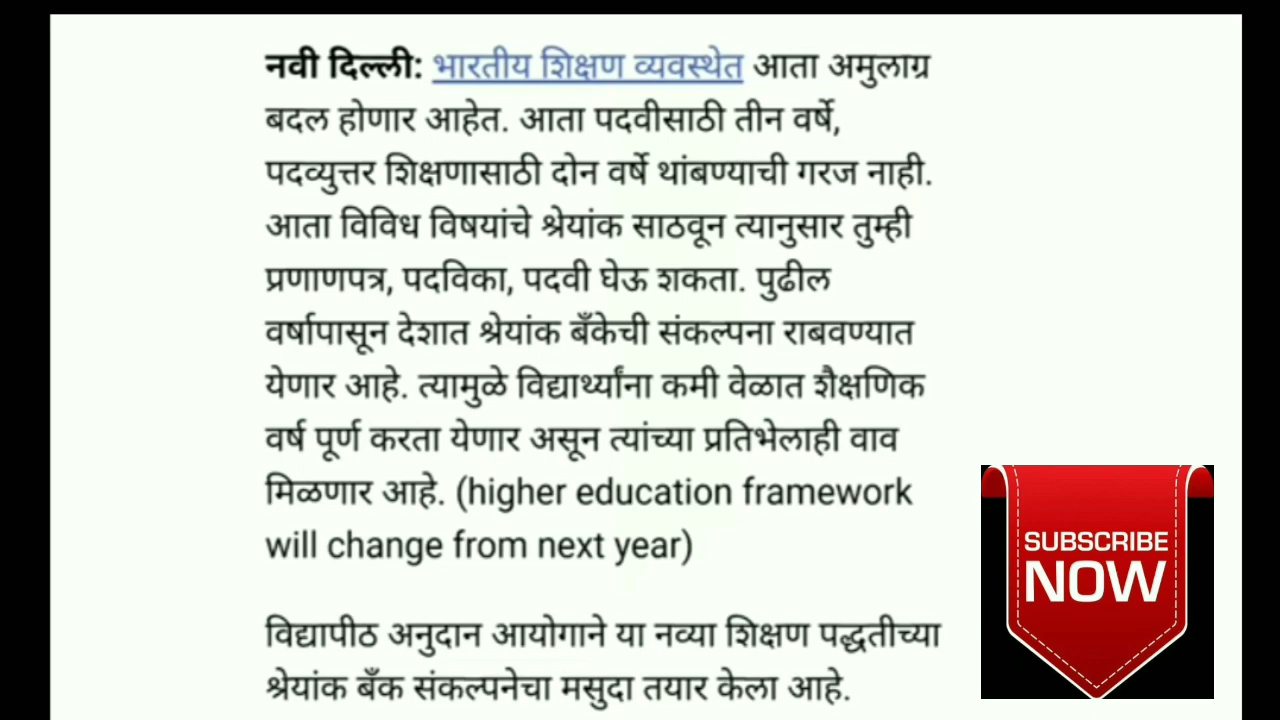 नवी दिल्ली: भारतीय शिक्षण व्यवस्थेत आता अमुलाग्र
बदल होणार आहेत. आता पदवीसाठी तीन वर्षे,
पदव्युत्तर शिक्षणासाठी दोन वर्षे थांबण्याची गरज नाही.
आता विविध विषयांचे श्रेयांक साठवून त्यानुसार तुम्ही
प्रणाणपत्र, पदविका, पदवी घेऊ शकता. पुढील
वर्षापासून देशात श्रेयांक बँकेची संकल्पना राबवण्यात
येणार आहे. त्यामुळे विद्यार्थ्यांना कमी वेळात शैक्षणिक
वर्ष पूर्ण करता येणार असून त्यांच्या प्रतिभेलाही वाव
मिळणार आहे. (higher education framework
will change from next year)
विद्यापीठ अनुदान आयोगाने या नव्या शिक्षण पद्धतीच्या
श्रेयांक बँक संकल्पनेचा मसुदा तयार केला आहे.
SUBSCRIBE
NOW